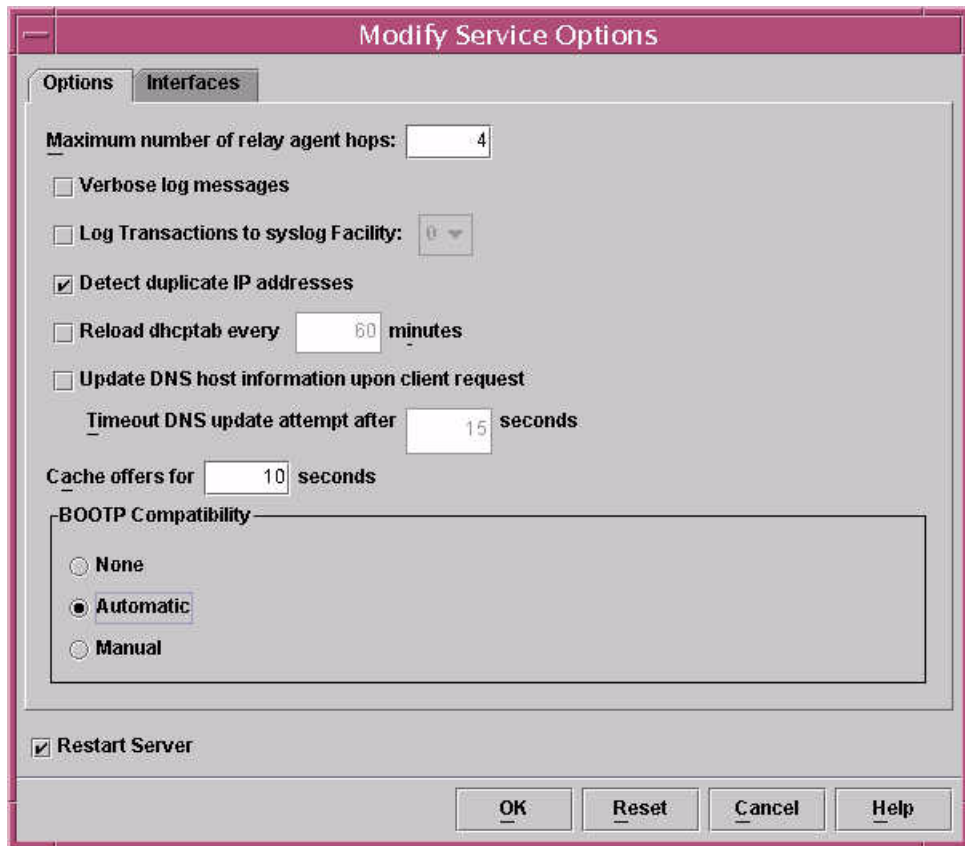 Modify Service Options
Options Interfaces
Maximum number of relay agent hops: 4
Verbose log messages
Log Transactions to syslog Facility: 0
Detect duplicate IP addresses
Reload dhcptab every 60 minutes
Update DNS host information upon client request
Timeout DNS update attempt after 15 seconds
Cache offers for 10 seconds
BOOTP Compatibility
None
Automatic
Manual
Restart Server
OK Reset Cancel Help